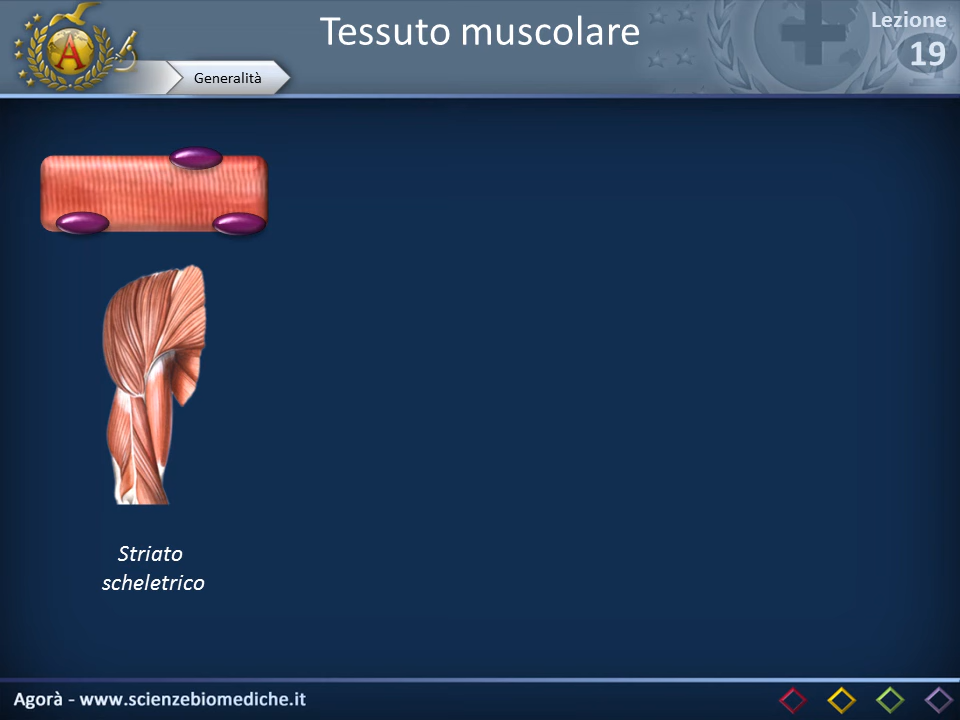 Tessuto muscolare
Lezione
19
A
Generalità
Striato
scheletrico
Agorà - www.scienzebiomediche.it